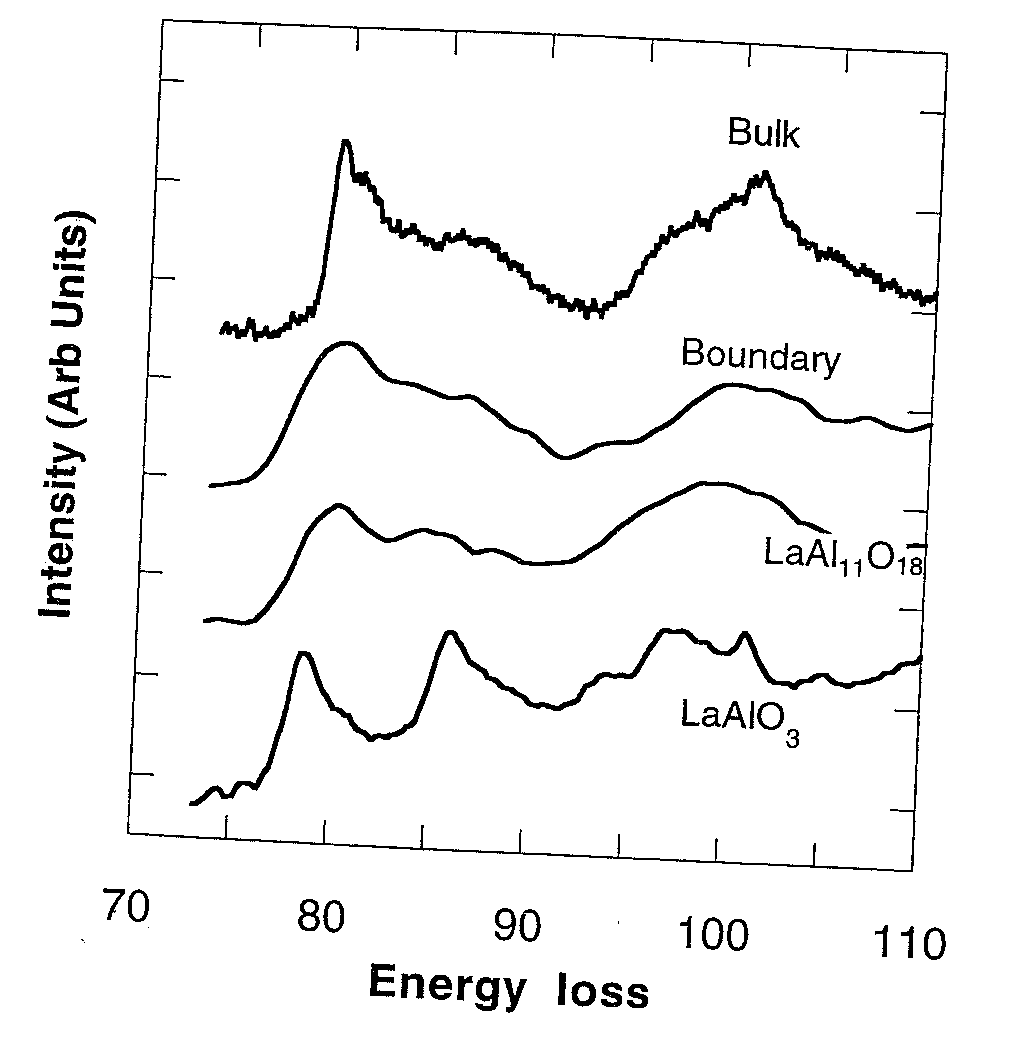 Bulk
Boundary
LaAl₁₁O₁₈
LaAlO₃
Intensity (Arb Units)
70 80 90 100 110
Energy loss